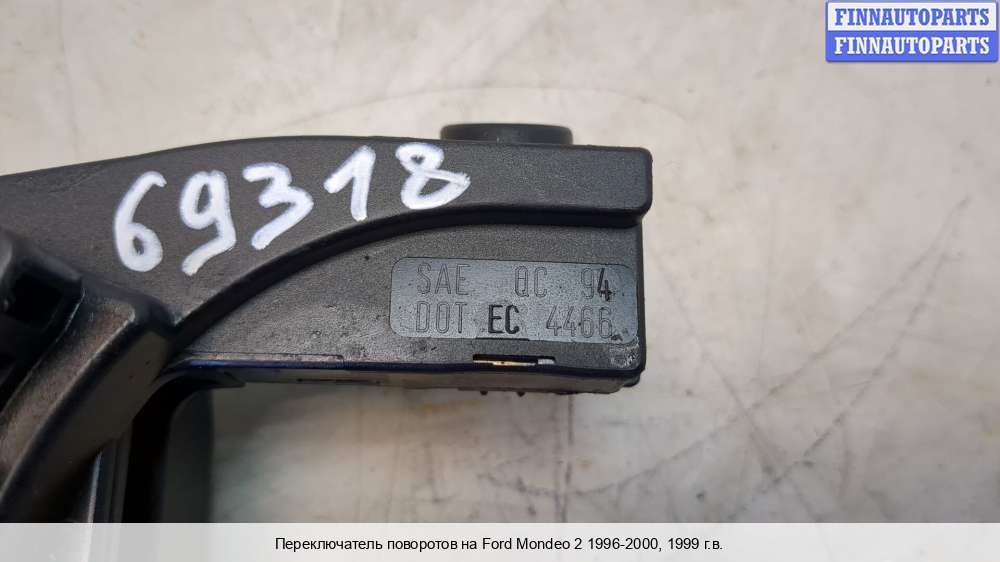 FINNAUTOPARTS
FINNAUTOPARTS
69318
SAE QC 94
DOT EC 4466
Переключатель поворотов на Ford Mondeo 2 1996-2000, 1999 г.в.